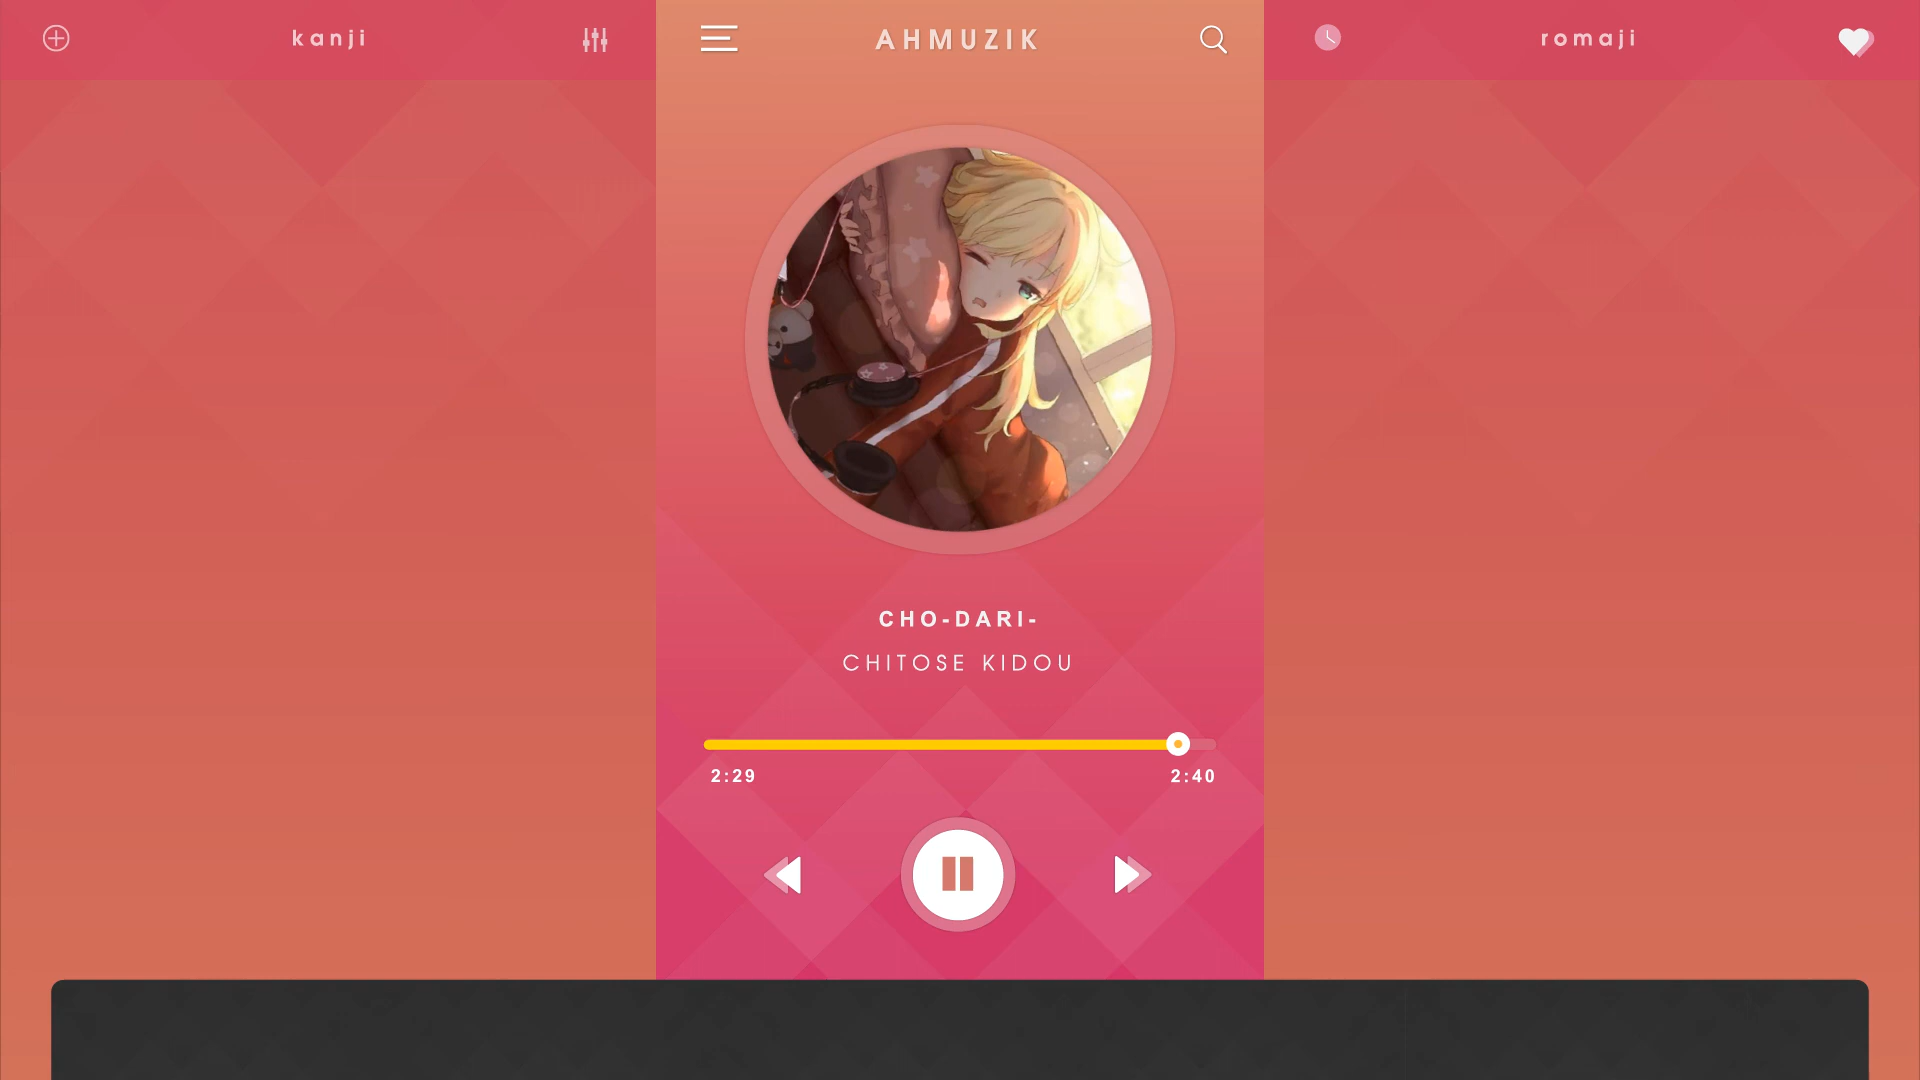 kanji
AHMUZIK
romaji
CHO-DARI-
CHITOSE KIDOU
2:29
2:40